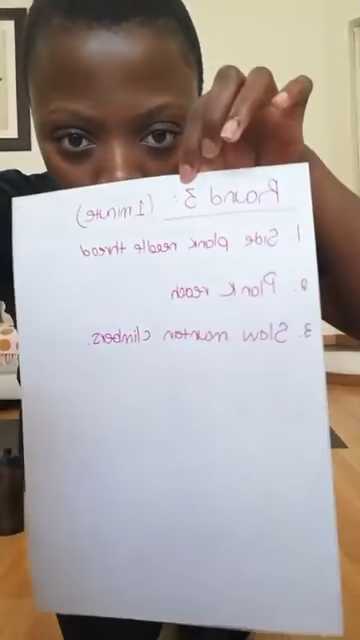 Round 3: (1 minute)
1 Side plank needle thread
2. Plank reach
3. Slow mountain climbers.